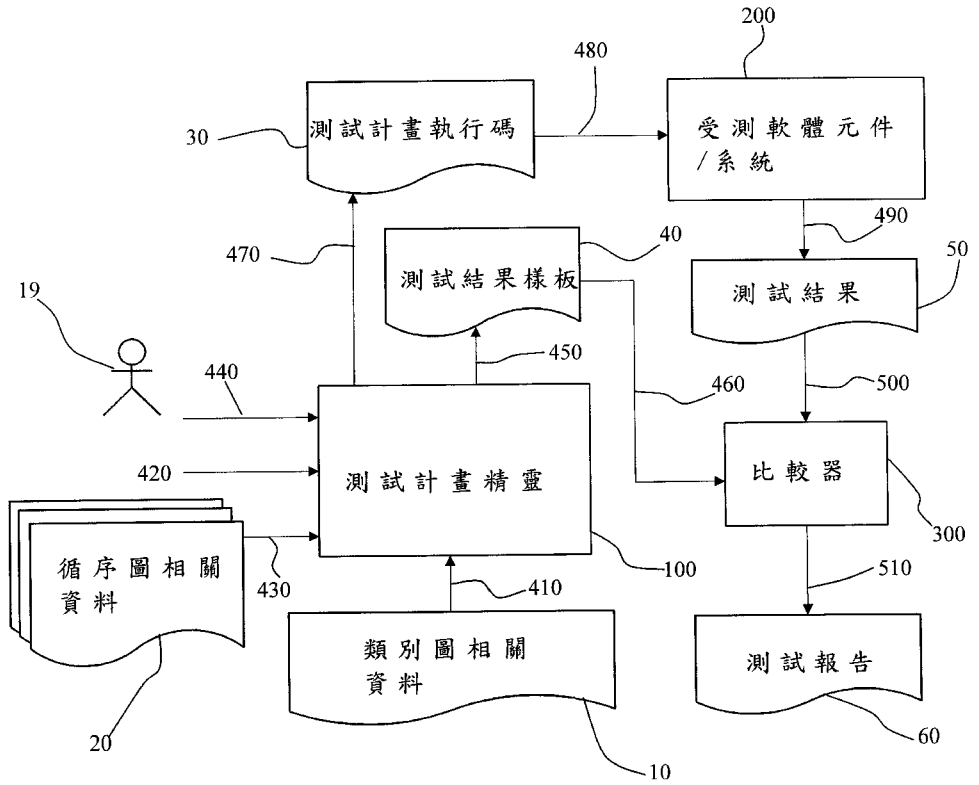 200
480
測試計畫執行碼
30
受測軟體元件
/系統
490
470
40
50
測試結果樣板
測試結果
19
450
460
500
440
420
測試計畫精靈
比較器
300
430
100
410
510
循序圖相關
資料
類別圖相關
資料
測試報告
20
10
60